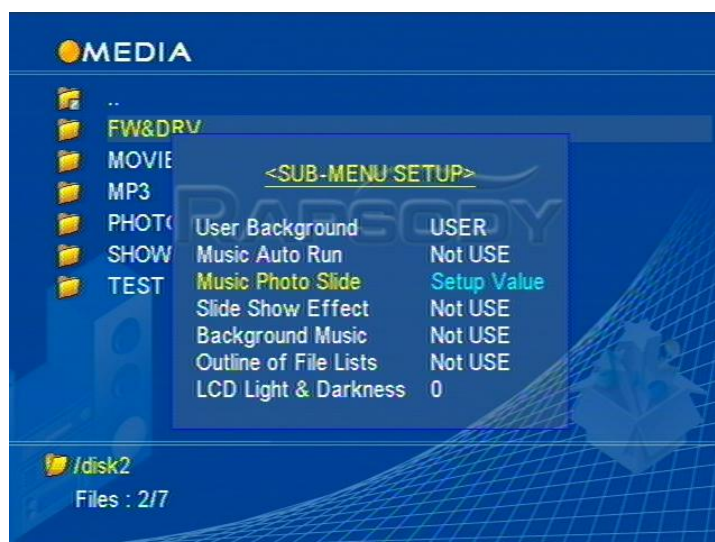 MEDIA
..
FW&DRV
MOVIE
MP3
PHOTO
SHOW
TEST
<SUB-MENU SETUP>
RAPSODY
User Background USER
Music Auto Run Not USE
Music Photo Slide Setup Value
Slide Show Effect Not USE
Background Music Not USE
Outline of File Lists Not USE
LCD Light & Darkness 0
/disk2
Files : 2/7